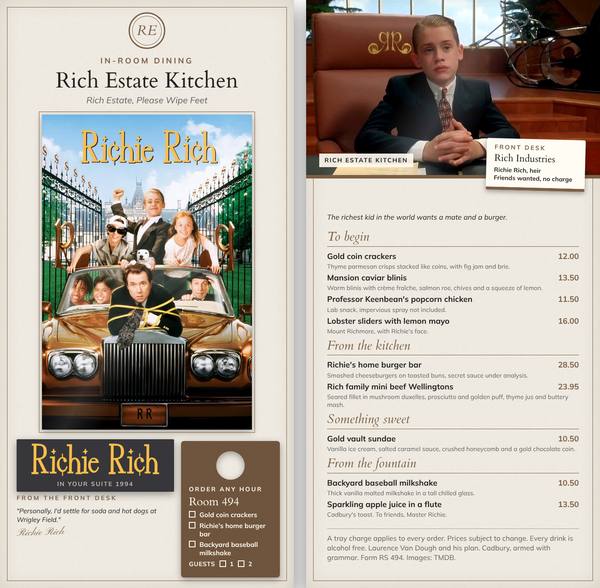 RE
IN-ROOM DINING
Rich Estate Kitchen
Rich Estate, Please Wipe Feet
Ri¢hie Ri¢h
RR
Ri¢hie Ri¢h
IN YOUR SUITE 1994
FROM THE FRONT DESK
"Personally, I'd settle for soda and hot dogs at
Wrigley Field."
Richie Rich
ORDER ANY HOUR
Room 494
Gold coin crackers
Richie's home burger
bar
Backyard baseball
milkshake
GUESTS 1 2
RR
RICH ESTATE KITCHEN
FRONT DESK
Rich Industries
Richie Rich, heir
Friends wanted, no charge
The richest kid in the world wants a mate and a burger.
To begin
Gold coin crackers 12.00
Thyme parmeson crisps stacked like coins, with fig jam and brie.
Mansion caviar blinis 13.50
Warm blinis with crème fraîche, salmon roe, chives and a squeeze of lemon.
Professor Keenbean's popcorn chicken 11.50
Lab snack, impervious spray not included.
Lobster sliders with lemon mayo 16.00
Mount Richmore, with Richie's face.
From the kitchen
Richie's home burger bar 28.50
Smashed cheeseburgers on toasted buns, secret sauce under analysis.
Rich family mini beef Wellingtons 23.95
Seared fillet in mushroom duxelles, prosciutto and golden puff, thyme jus and buttery
mash.
Something sweet
Gold vault sundae 10.50
Vanilla ice cream, salted caramel sauce, crushed honeycomb and a gold chocolate coin.
From the fountain
Backyard baseball milkshake 10.50
Thick vanilla malted milkshake in a tall chilled glass.
Sparkling apple juice in a flute 13.50
Cadbury's toast. To friends, Master Richie.
A tray charge applies to every order. Prices subject to change. Every drink is
alcohol free. Laurence Van Dough and his plan. Cadbury, armed with
grammar. Form RS 494. Images: TMDB.